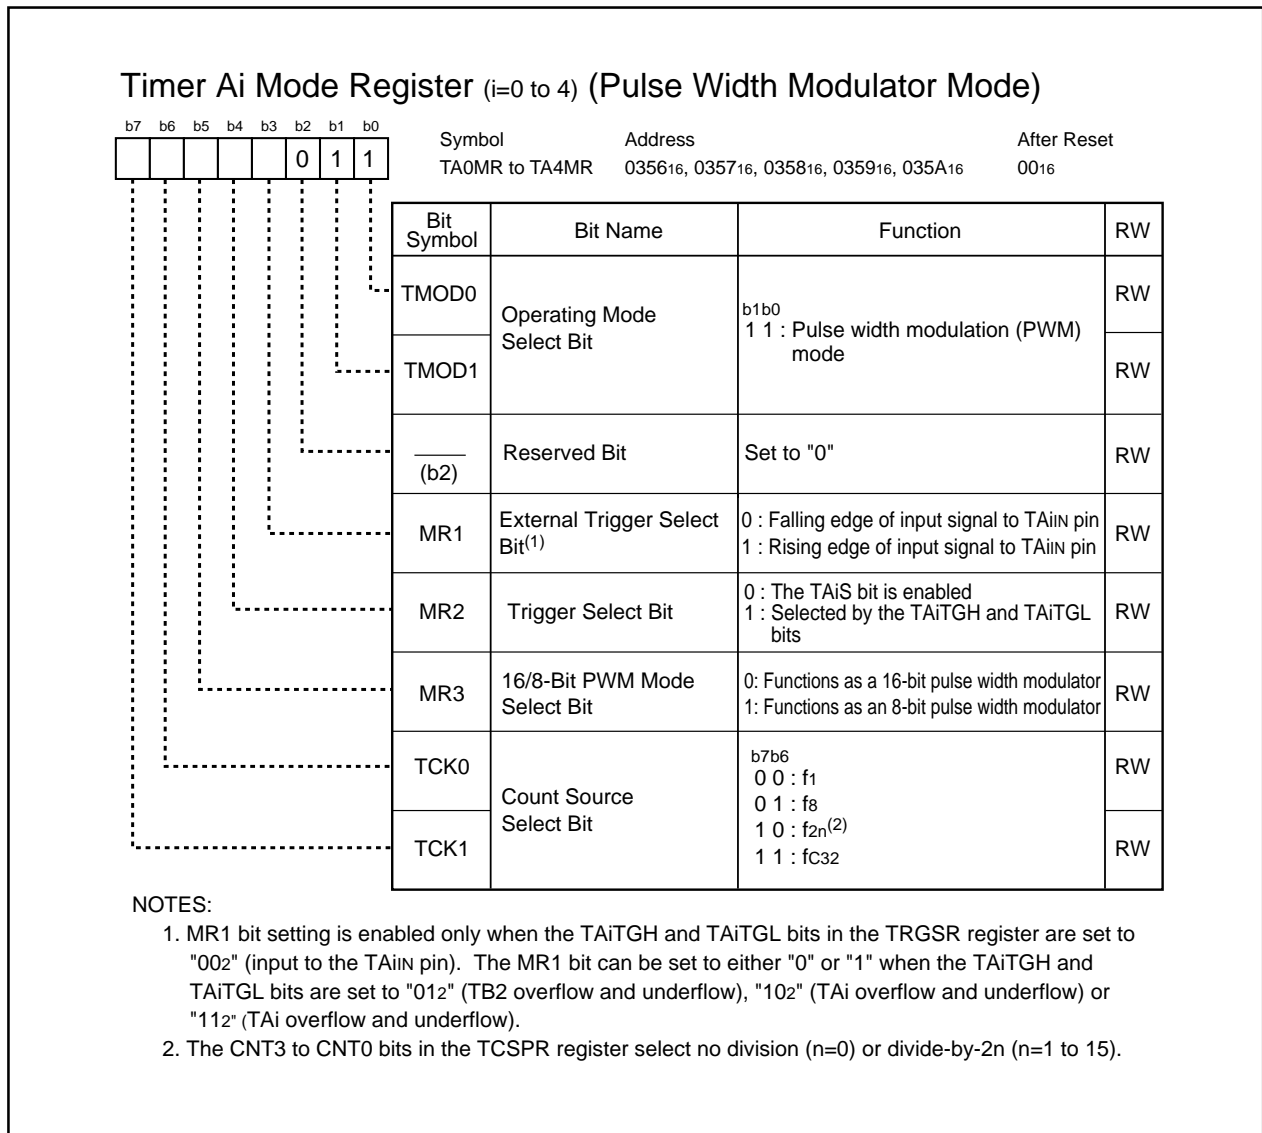 Timer Ai Mode Register (i=0 to 4) (Pulse Width Modulator Mode)
b7 b6 b5 b4 b3 b2 b1 b0
0 1 1
Symbol Address After Reset
TA0MR to TA4MR 035616, 035716, 035816, 035916, 035A16 0016
Bit Symbol Bit Name Function RW
TMOD0 RW
Operating Mode Select Bit
b1b0
1 1 : Pulse width modulation (PWM)
mode
TMOD1 RW
(b2) Reserved Bit Set to "0" RW
MR1 External Trigger Select Bit(1) 0 : Falling edge of input signal to TAiIN pin RW
1 : Rising edge of input signal to TAiIN pin
MR2 Trigger Select Bit 0 : The TAiS bit is enabled RW
1 : Selected by the TAiTGH and TAiTGL
bits
MR3 16/8-Bit PWM Mode Select Bit 0: Functions as a 16-bit pulse width modulator RW
1: Functions as an 8-bit pulse width modulator
TCK0 RW
Count Source Select Bit
b7b6
0 0 : f1
0 1 : f8
1 0 : f2n(2)
1 1 : fC32
TCK1 RW
NOTES:
1. MR1 bit setting is enabled only when the TAiTGH and TAiTGL bits in the TRGSR register are set to
"002" (input to the TAiIN pin). The MR1 bit can be set to either "0" or "1" when the TAiTGH and
TAiTGL bits are set to "012" (TB2 overflow and underflow), "102" (TAi overflow and underflow) or
"112" (TAi overflow and underflow).
2. The CNT3 to CNT0 bits in the TCSPR register select no division (n=0) or divide-by-2n (n=1 to 15).